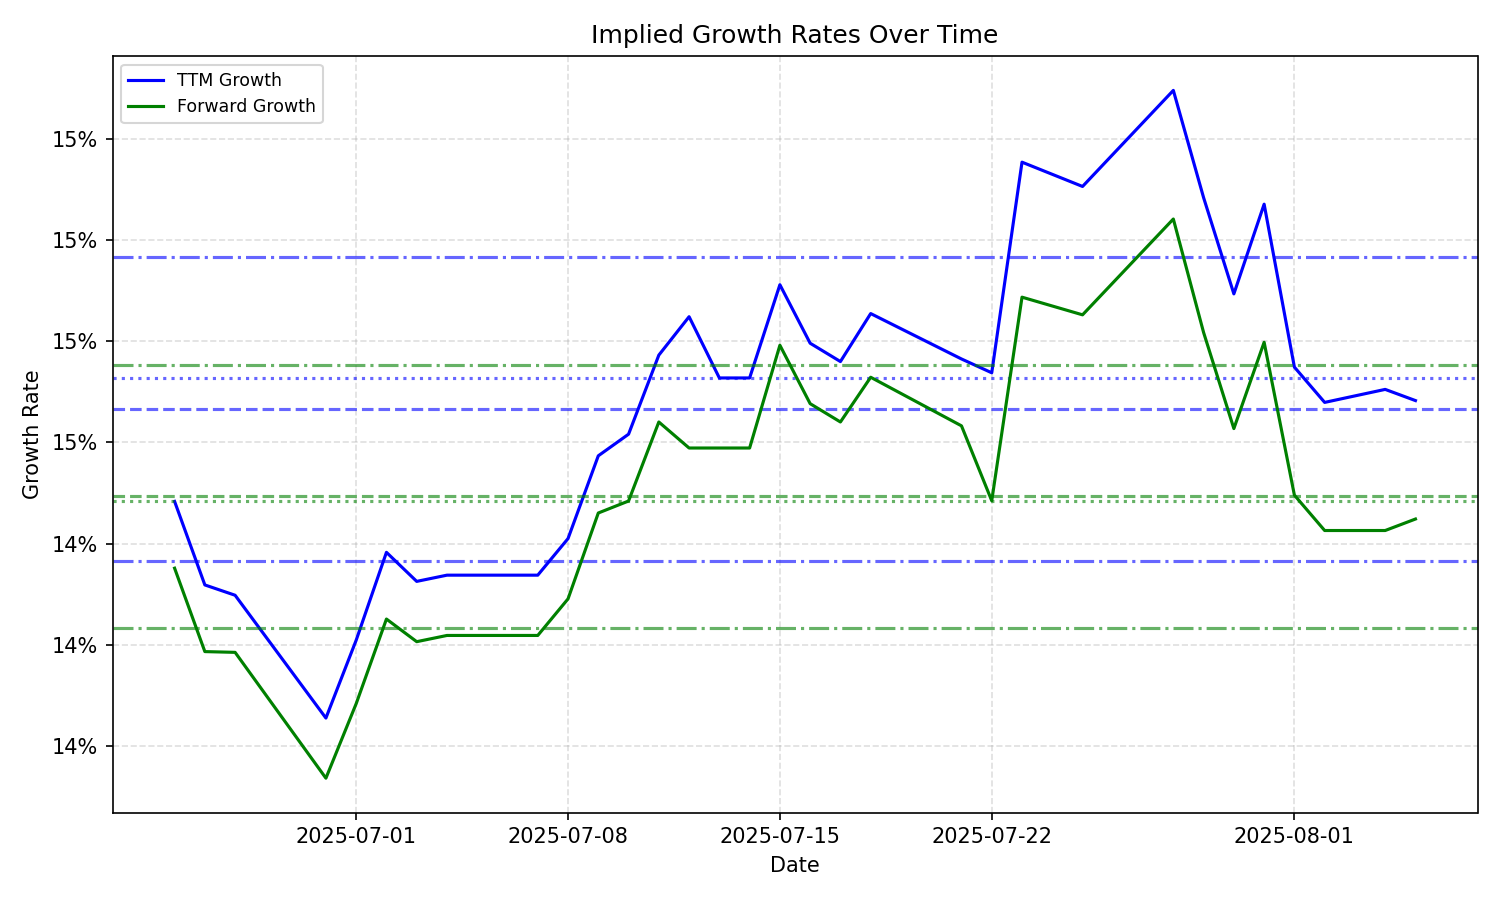 Implied Growth Rates Over Time
TTM Growth
Forward Growth
15%
15%
15%
15%
14%
14%
14%
Growth Rate
2025-07-01
2025-07-08
2025-07-15
2025-07-22
2025-08-01
Date